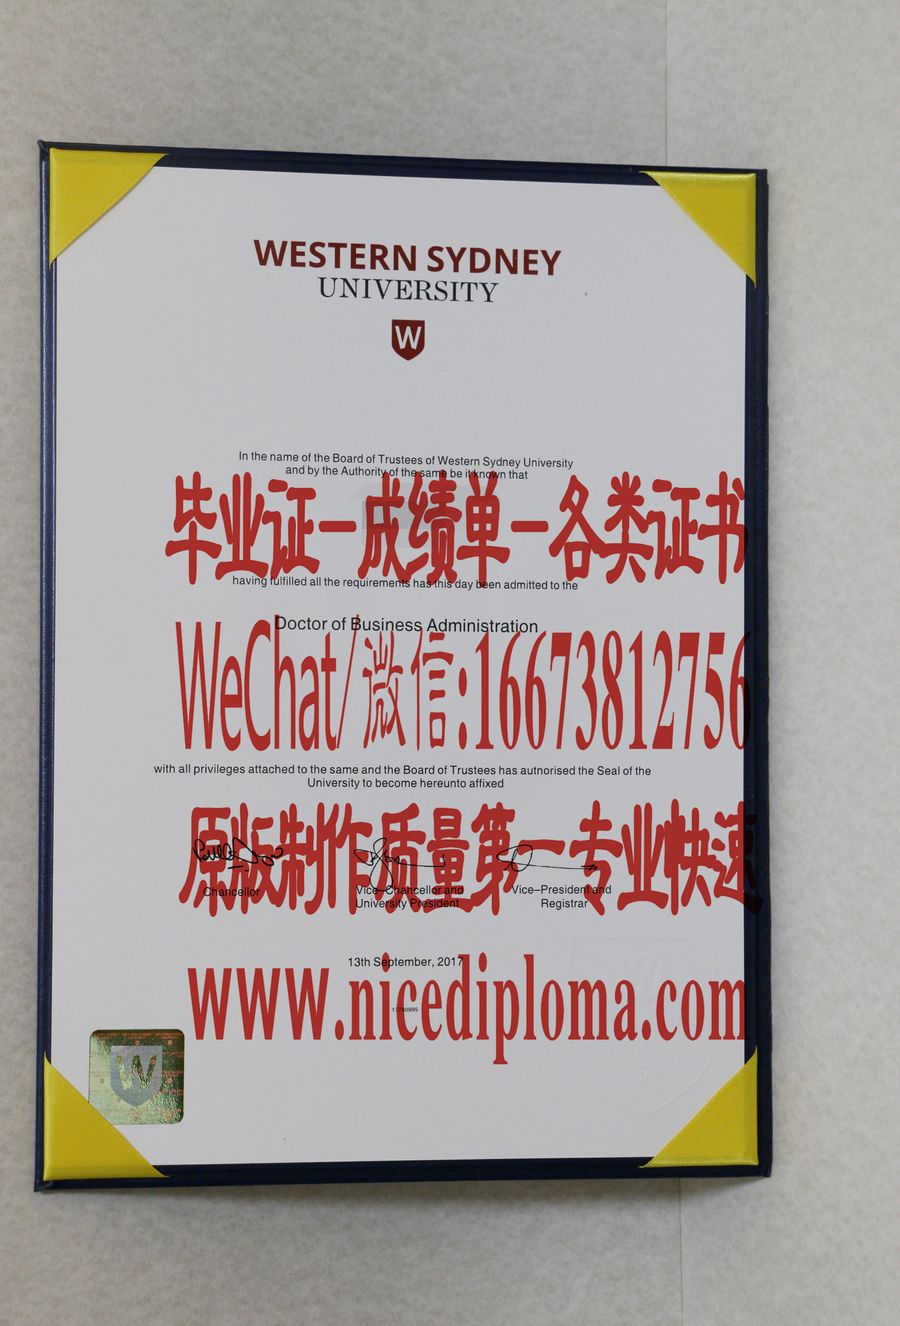 WESTERN SYDNEY
UNIVERSITY
W
In the name of the Board of Trustees of Western Sydney University
and by the Authority of the same be it known that
毕业证－成绩单－各类证书
having fulfilled all the requirements has this day been admitted to the
Doctor of Business Administration
WeChat/微信:16673812756
with all privileges attached to the same and the Board of Trustees has autnorised the Seal of the
University to become hereunto affixed
原版制作质量第一专业快速
Chancellor
Vice–Chancellor and
University President
Vice–President and
Registrar
13th September, 2017
www.nicediploma.com
W